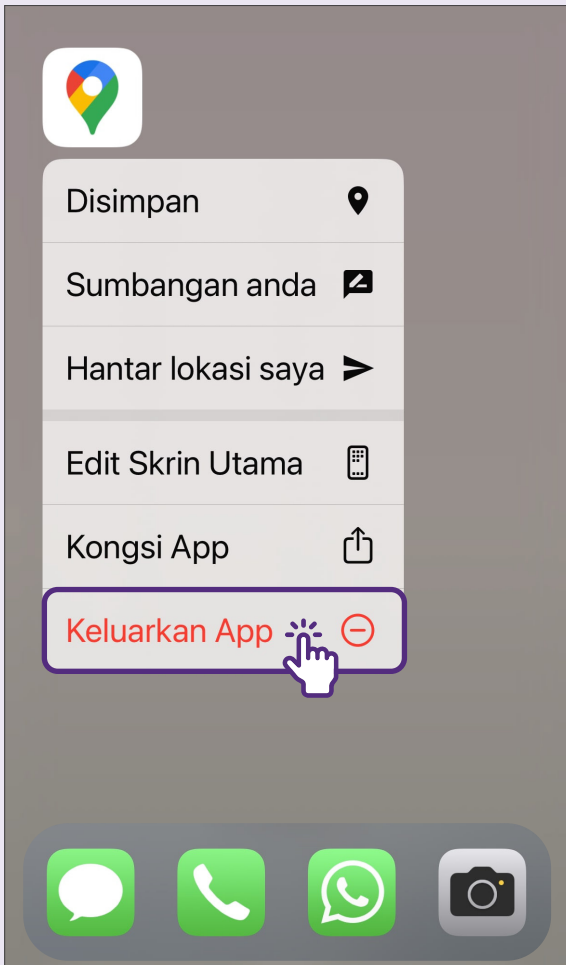 Disimpan
Sumbangan anda
Hantar lokasi saya
Edit Skrin Utama
Kongsi App
Keluarkan App